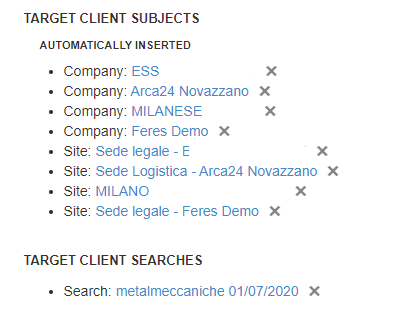 TARGET CLIENT SUBJECTS
AUTOMATICALLY INSERTED
Company: ESS
Company: Arca24 Novazzano
Company: MILANESE
Company: Feres Demo
Site: Sede legale - E
Site: Sede Logistica - Arca24 Novazzano
Site: MILANO
Site: Sede legale - Feres Demo
TARGET CLIENT SEARCHES
Search: metalmeccaniche 01/07/2020